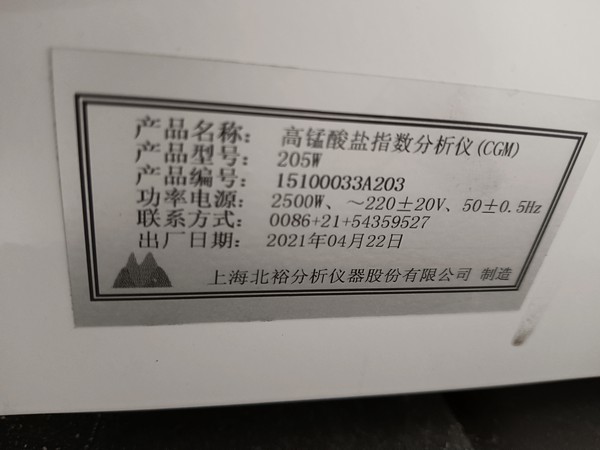 产品名称： 高锰酸盐指数分析仪(CGM)
产品型号： 205W
产品编号： 15100033A203
功率电源： 2500W、～220±20V、50±0.5Hz
联系方式： 0086+21+54359527
出厂日期： 2021年04月22日
上海北裕分析仪器股份有限公司 制造